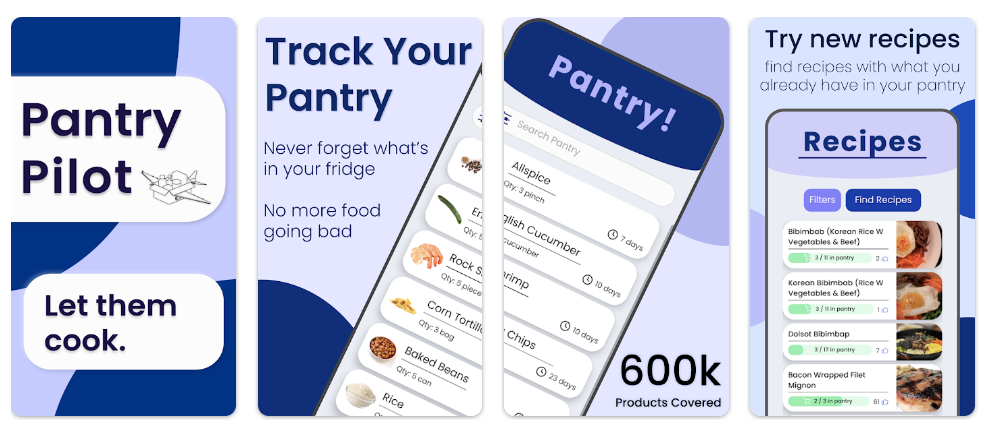 Pantry
Pilot
Let them
cook.
Track Your
Pantry
Never forget what's
in your fridge
No more food
going bad
Qty: 5
Rock S
Qty: 5 piece
Corn Tortill
Qty: 3 bag
Baked Beans
Qty: 5 can
Rice
Qty:
Pantry!
Search Pantry
Allspice
Qty: 3 pinch
7 days
glish Cucumber
cucumber
10 days
hrimp
10 days
Chips
23 days
600k
Products Covered
Try new recipes
find recipes with what you
already have in your pantry
Recipes
Filters
Find Recipes
Bibimbab (Korean Rice W
Vegetables & Beef)
3 / 11 in pantry
2
Korean Bibimbab (Rice W
Vegetables & Beef)
3 / 11 in pantry
1
Dolsot Bibimbap
3 / 17 in pantry
7
Bacon Wrapped Filet
Mignon
2 / 3 in pantry
61